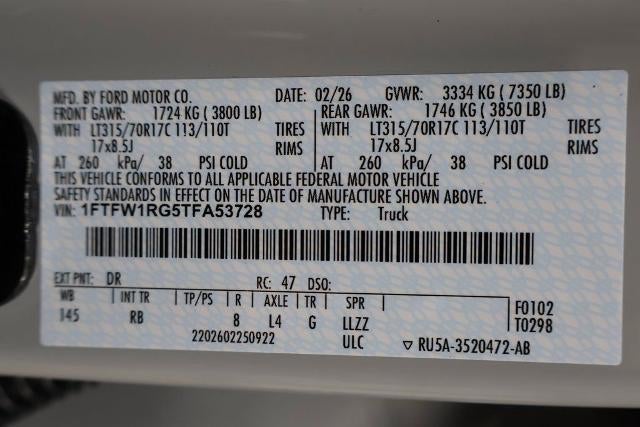 MFD. BY FORD MOTOR CO. DATE: 02/26 GVWR: 3334 KG ( 7350 LB)
FRONT GAWR: 1724 KG ( 3800 LB) REAR GAWR: 1746 KG ( 3850 LB)
WITH LT315/70R17C 113/110T TIRES WITH LT315/70R17C 113/110T TIRES
17x8.5J RIMS 17x8.5J RIMS
AT 260 kPa/ 38 PSI COLD AT 260 kPa/ 38 PSI COLD
THIS VEHICLE CONFORMS TO ALL APPLICABLE FEDERAL MOTOR VEHICLE
SAFETY STANDARDS IN EFFECT ON THE DATE OF MANUFACTURE SHOWN ABOVE.
VIN: 1FTFW1RG5TFA53728 TYPE: Truck
EXT PNT: DR RC: 47 DSO:
WB INT TR TP/PS R AXLE TR SPR F0102
145 RB 8 L4 G LLZZ T0298
2202602250922 ULC ▽ RU5A-3520472-AB